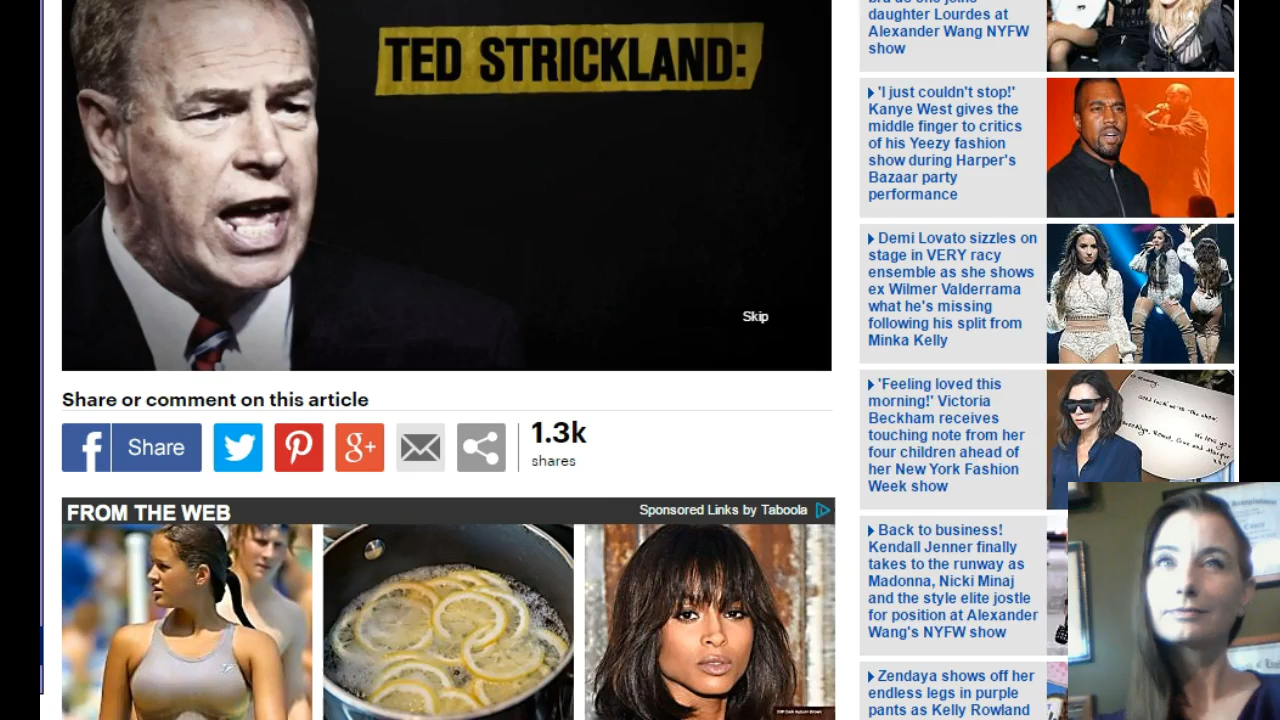 TED STRICKLAND:
Skip
Share or comment on this article
f Share
g+
1.3k
shares
FROM THE WEB
Sponsored Links by Taboola
daughter Lourdes at
Alexander Wang NYFW
show
'I just couldn't stop!'
Kanye West gives the
middle finger to critics
of his Yeezy fashion
show during Harper's
Bazaar party
performance
Demi Lovato sizzles on
stage in VERY racy
ensemble as she shows
ex Wilmer Valderrama
what he's missing
following his split from
Minka Kelly
'Feeling loved this
morning!' Victoria
Beckham receives
touching note from her
four children ahead of
her New York Fashion
Week show
Back to business!
Kendall Jenner finally
takes to the runway as
Madonna, Nicki Minaj
and the style elite jostle
for position at Alexander
Wang's NYFW show
Zendaya shows off her
endless legs in purple
pants as Kelly Rowland